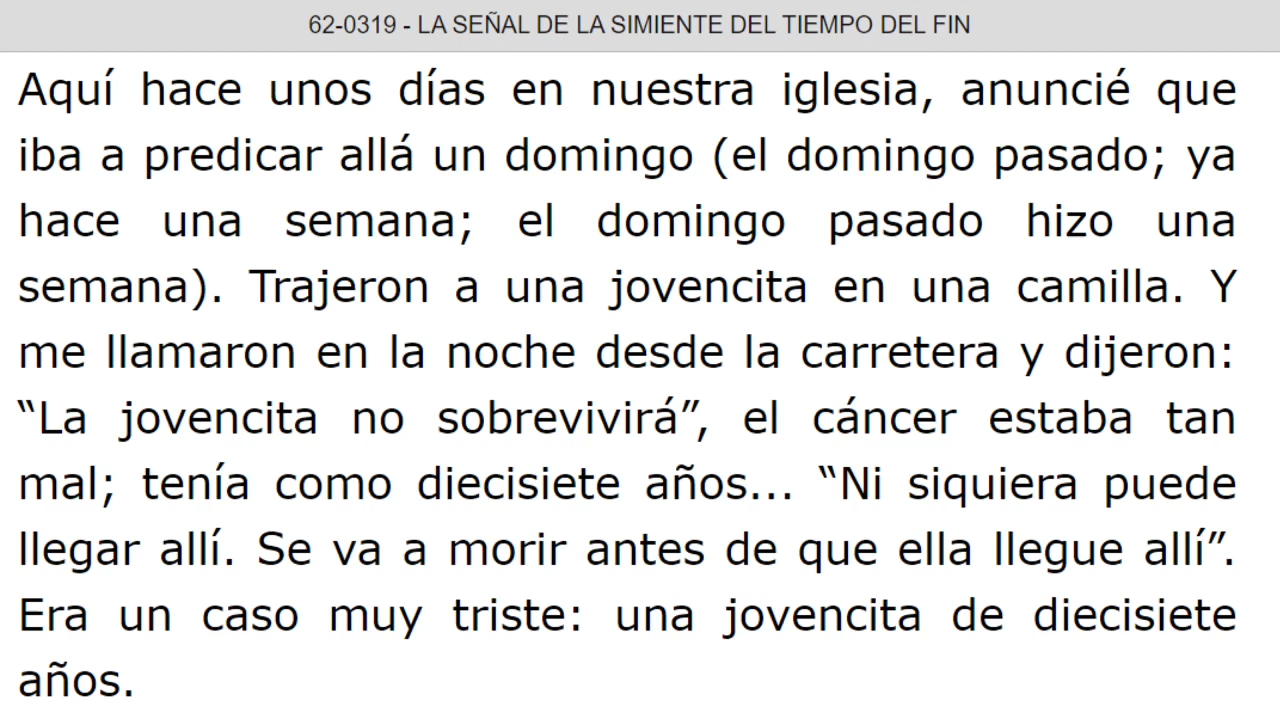 62-0319 - LA SEÑAL DE LA SIMIENTE DEL TIEMPO DEL FIN
Aquí hace unos días en nuestra iglesia, anuncié que
iba a predicar allá un domingo (el domingo pasado; ya
hace una semana; el domingo pasado hizo una
semana). Trajeron a una jovencita en una camilla. Y
me llamaron en la noche desde la carretera y dijeron:
“La jovencita no sobrevivirá”, el cáncer estaba tan
mal; tenía como diecisiete años... “Ni siquiera puede
llegar allí. Se va a morir antes de que ella llegue allí”.
Era un caso muy triste: una jovencita de diecisiete
años.